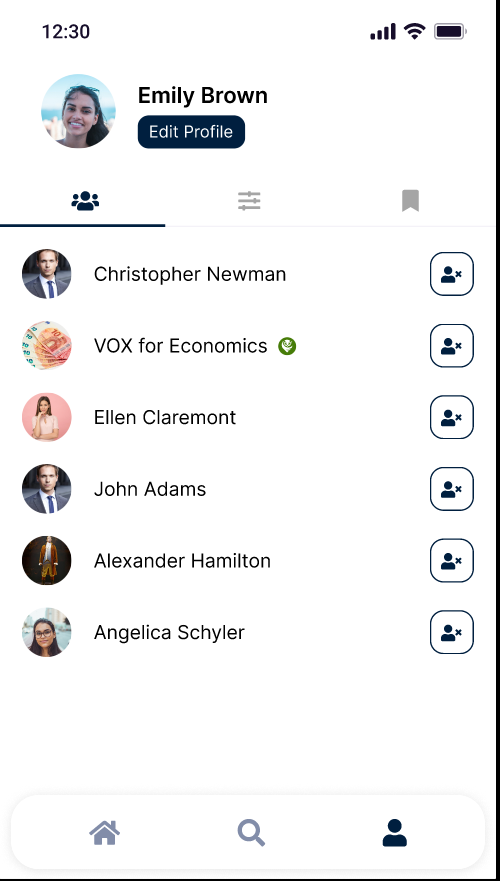 12:30
Emily Brown
Edit Profile
Christopher Newman
VOX for Economics
Ellen Claremont
John Adams
Alexander Hamilton
Angelica Schyler